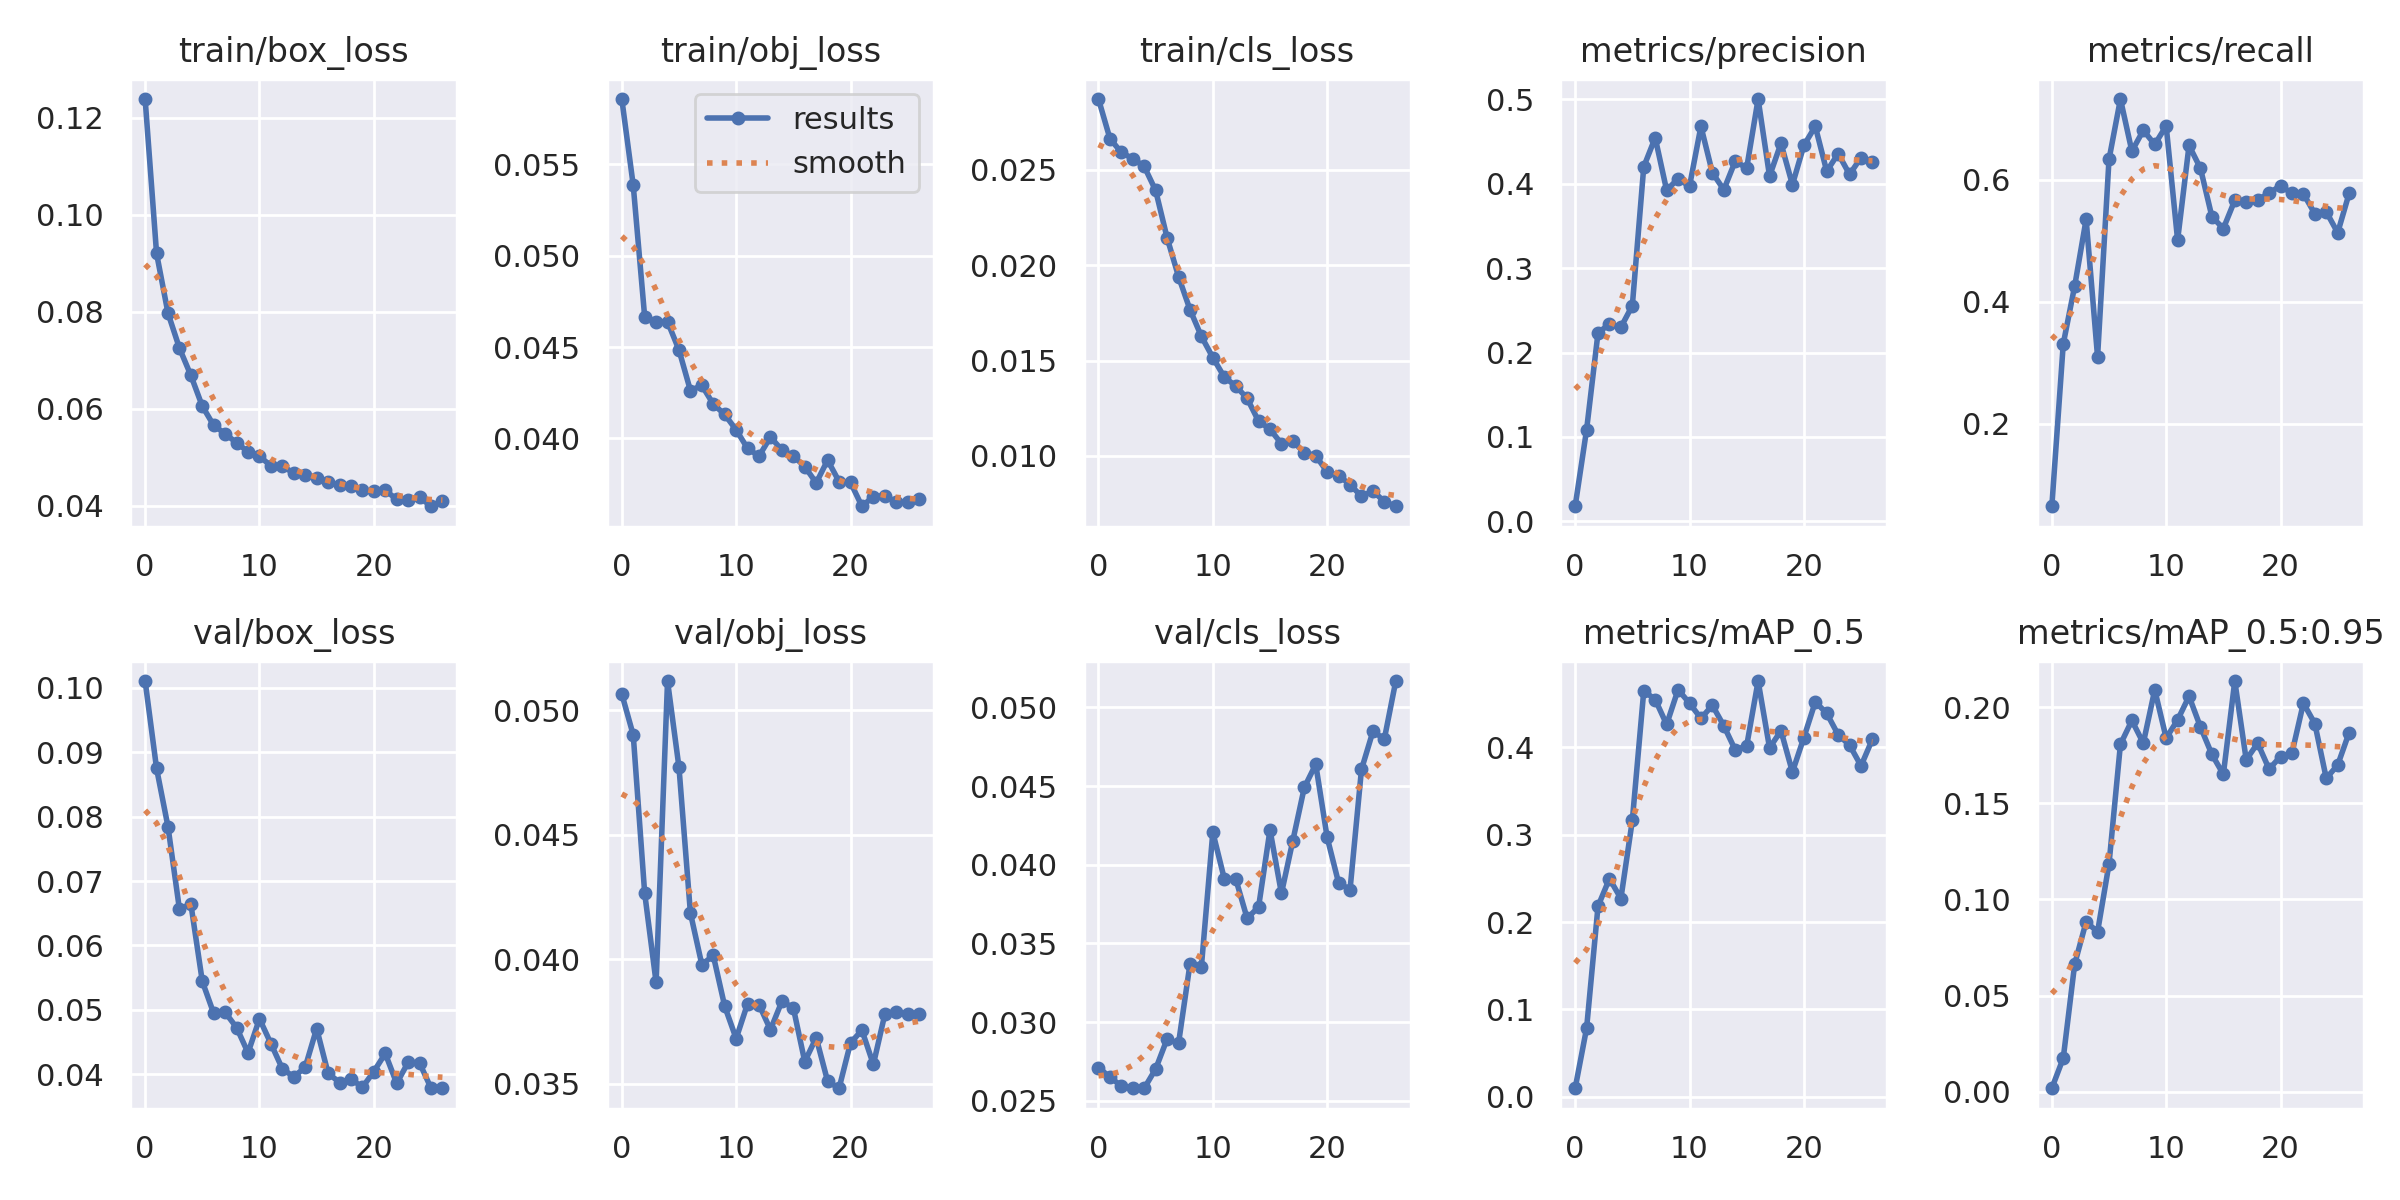 train/box_loss
0.12
0.10
0.08
0.06
0.04
0 10 20
train/obj_loss
results
smooth
0.055
0.050
0.045
0.040
0 10 20
train/cls_loss
0.025
0.020
0.015
0.010
0 10 20
metrics/precision
0.5
0.4
0.3
0.2
0.1
0.0
0 10 20
metrics/recall
0.6
0.4
0.2
0 10 20
val/box_loss
0.10
0.09
0.08
0.07
0.06
0.05
0.04
0 10 20
val/obj_loss
0.050
0.045
0.040
0.035
0 10 20
val/cls_loss
0.050
0.045
0.040
0.035
0.030
0.025
0 10 20
metrics/mAP_0.5
0.4
0.3
0.2
0.1
0.0
0 10 20
metrics/mAP_0.5:0.95
0.20
0.15
0.10
0.05
0.00
0 10 20